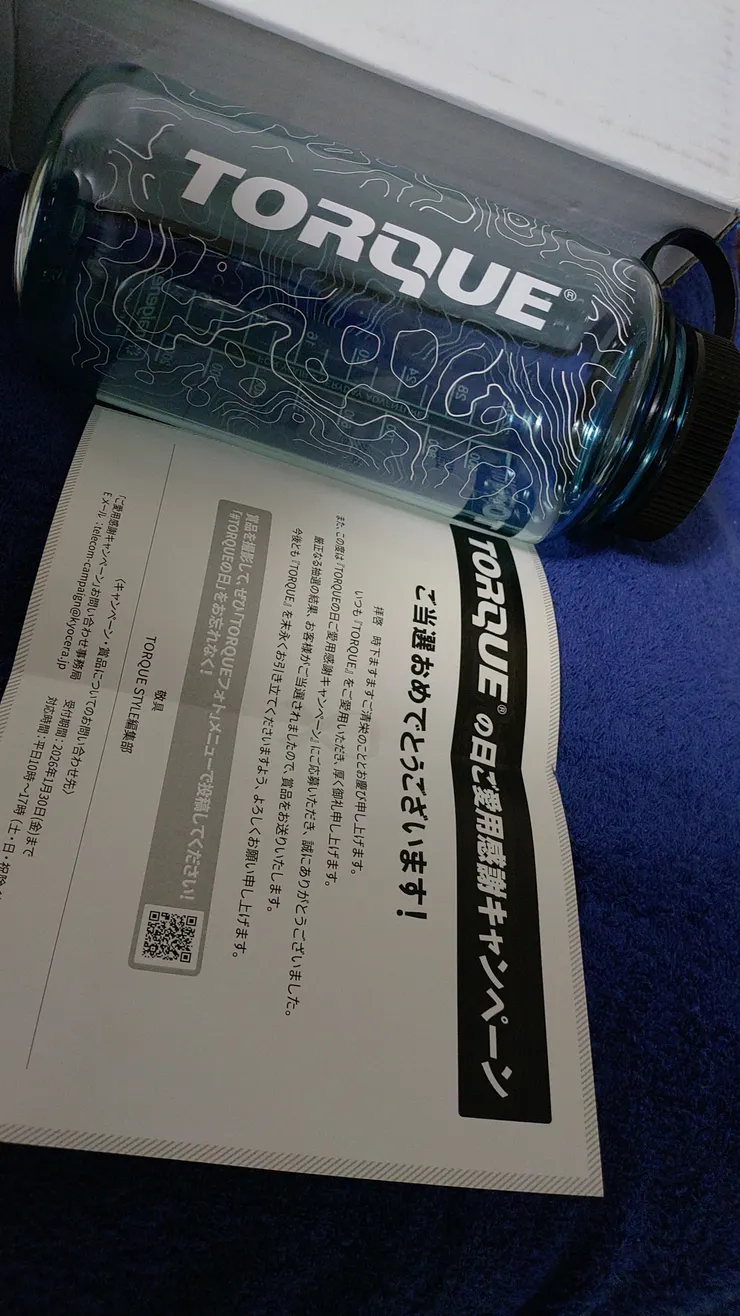 TORQUE®
TORQUE®の日ご愛用感謝キャンペーン
ご当選おめでとうございます！
拝啓 時下ますますご清栄のこととお慶び申し上げます。
いつも『TORQUE』をご愛用いただき、厚く御礼申し上げます。
また、この度は『TORQUEの日ご愛用感謝キャンペーン』にご応募いただき、誠にありがとうございました。
厳正なる抽選の結果、お客様がご当選されましたので、賞品をお送りいたします。
今後とも『TORQUE』を末永くお引き立てくださいますよう、よろしくお願い申し上げます。
賞品を撮影して、ぜひ「TORQUEフォト」メニューで投稿してください！
「#TORQUEの日」をお忘れなく！
敬具
TORQUE STYLE編集部
〈キャンペーン・賞品についてのお問い合わせ先〉
「ご愛用感謝キャンペーン」お問い合わせ事務局
Eメール：telecom-campaign@kyocera.jp
受付期間：2026年1月30日(金)まで
対応時間：平日10時～17時（土・日・祝除